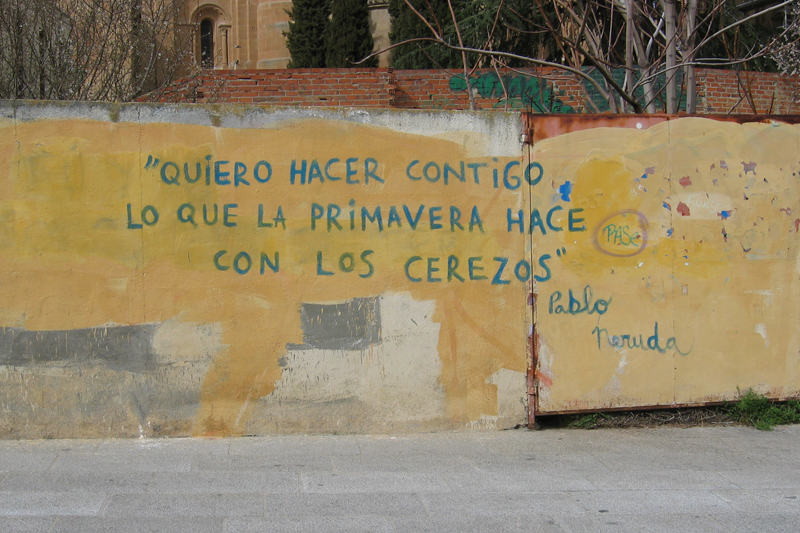 "QUiERO HACER CONTiGO
LO QUE LA PRiMAVERA HACE
CON LOS CEREZOS"
PASE
Pablo
Neruda